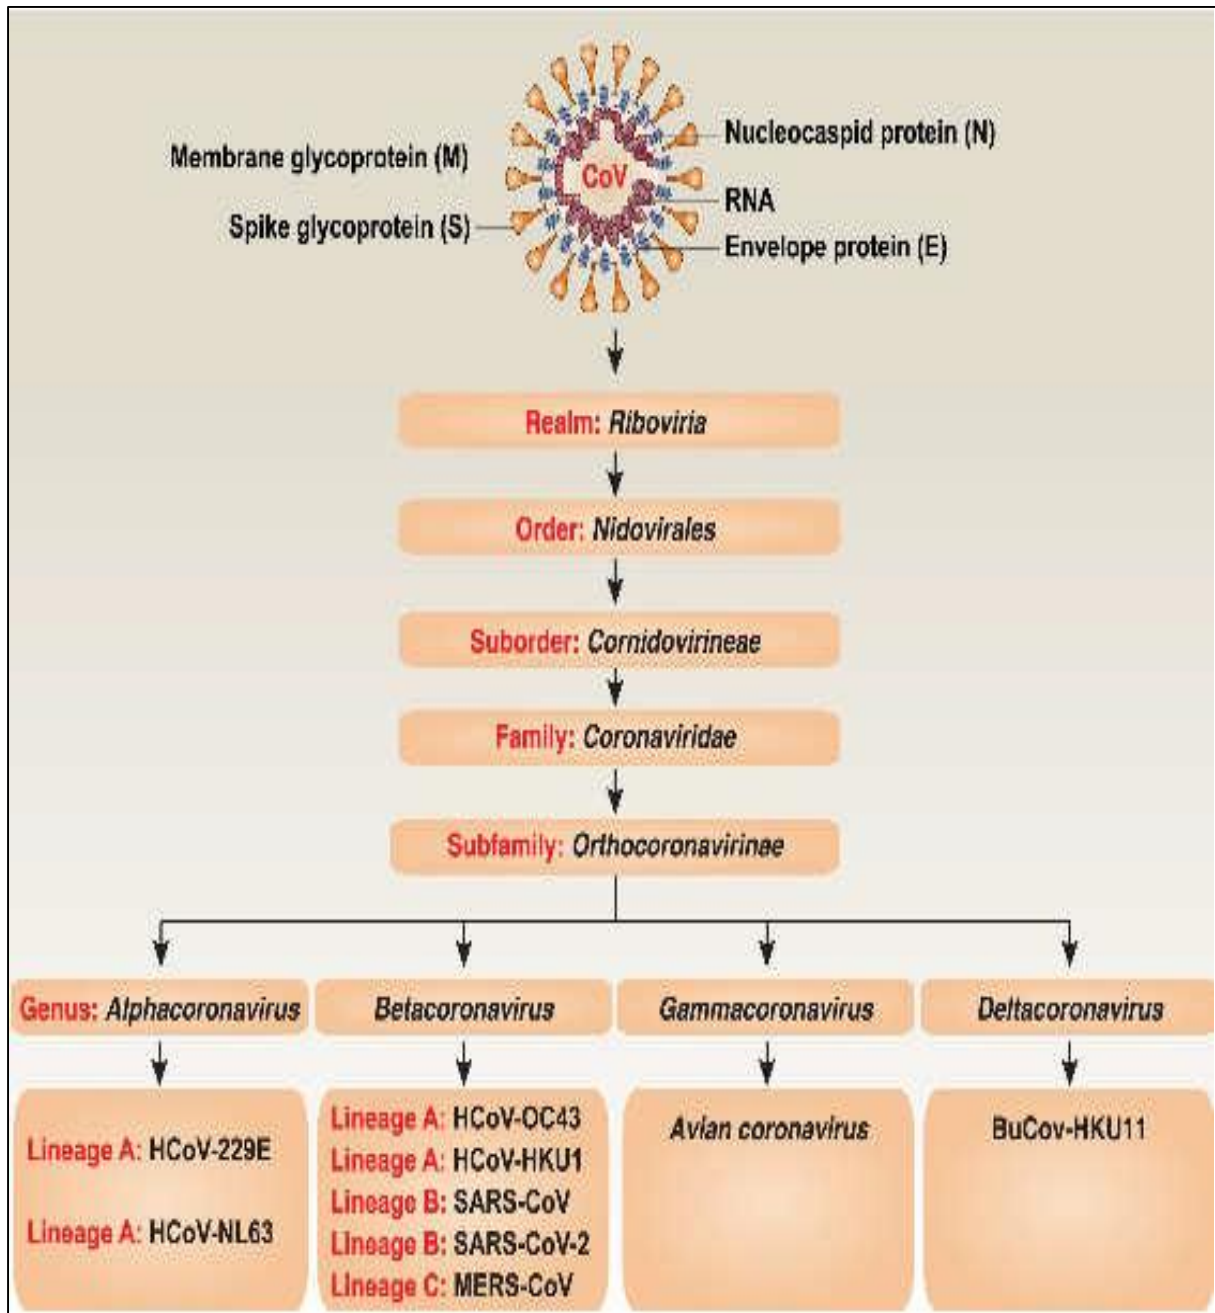 Membrane glycoprotein (M)
Spike glycoprotein (S)
CoV
Nucleocaspid protein (N)
RNA
Envelope protein (E)
Realm: Riboviria
Order: Nidovirales
Suborder: Cornidovirineae
Family: Coronaviridae
Subfamily: Orthocoronavirinae
Genus: Alphacoronavirus
Betacoronavirus
Gammacoronavirus
Deltacoronavirus
Lineage A: HCoV-229E
Lineage A: HCoV-NL63
Lineage A: HCoV-OC43
Lineage A: HCoV-HKU1
Lineage B: SARS-CoV
Lineage B: SARS-CoV-2
Lineage C: MERS-CoV
Avian coronavirus
BuCov-HKU11